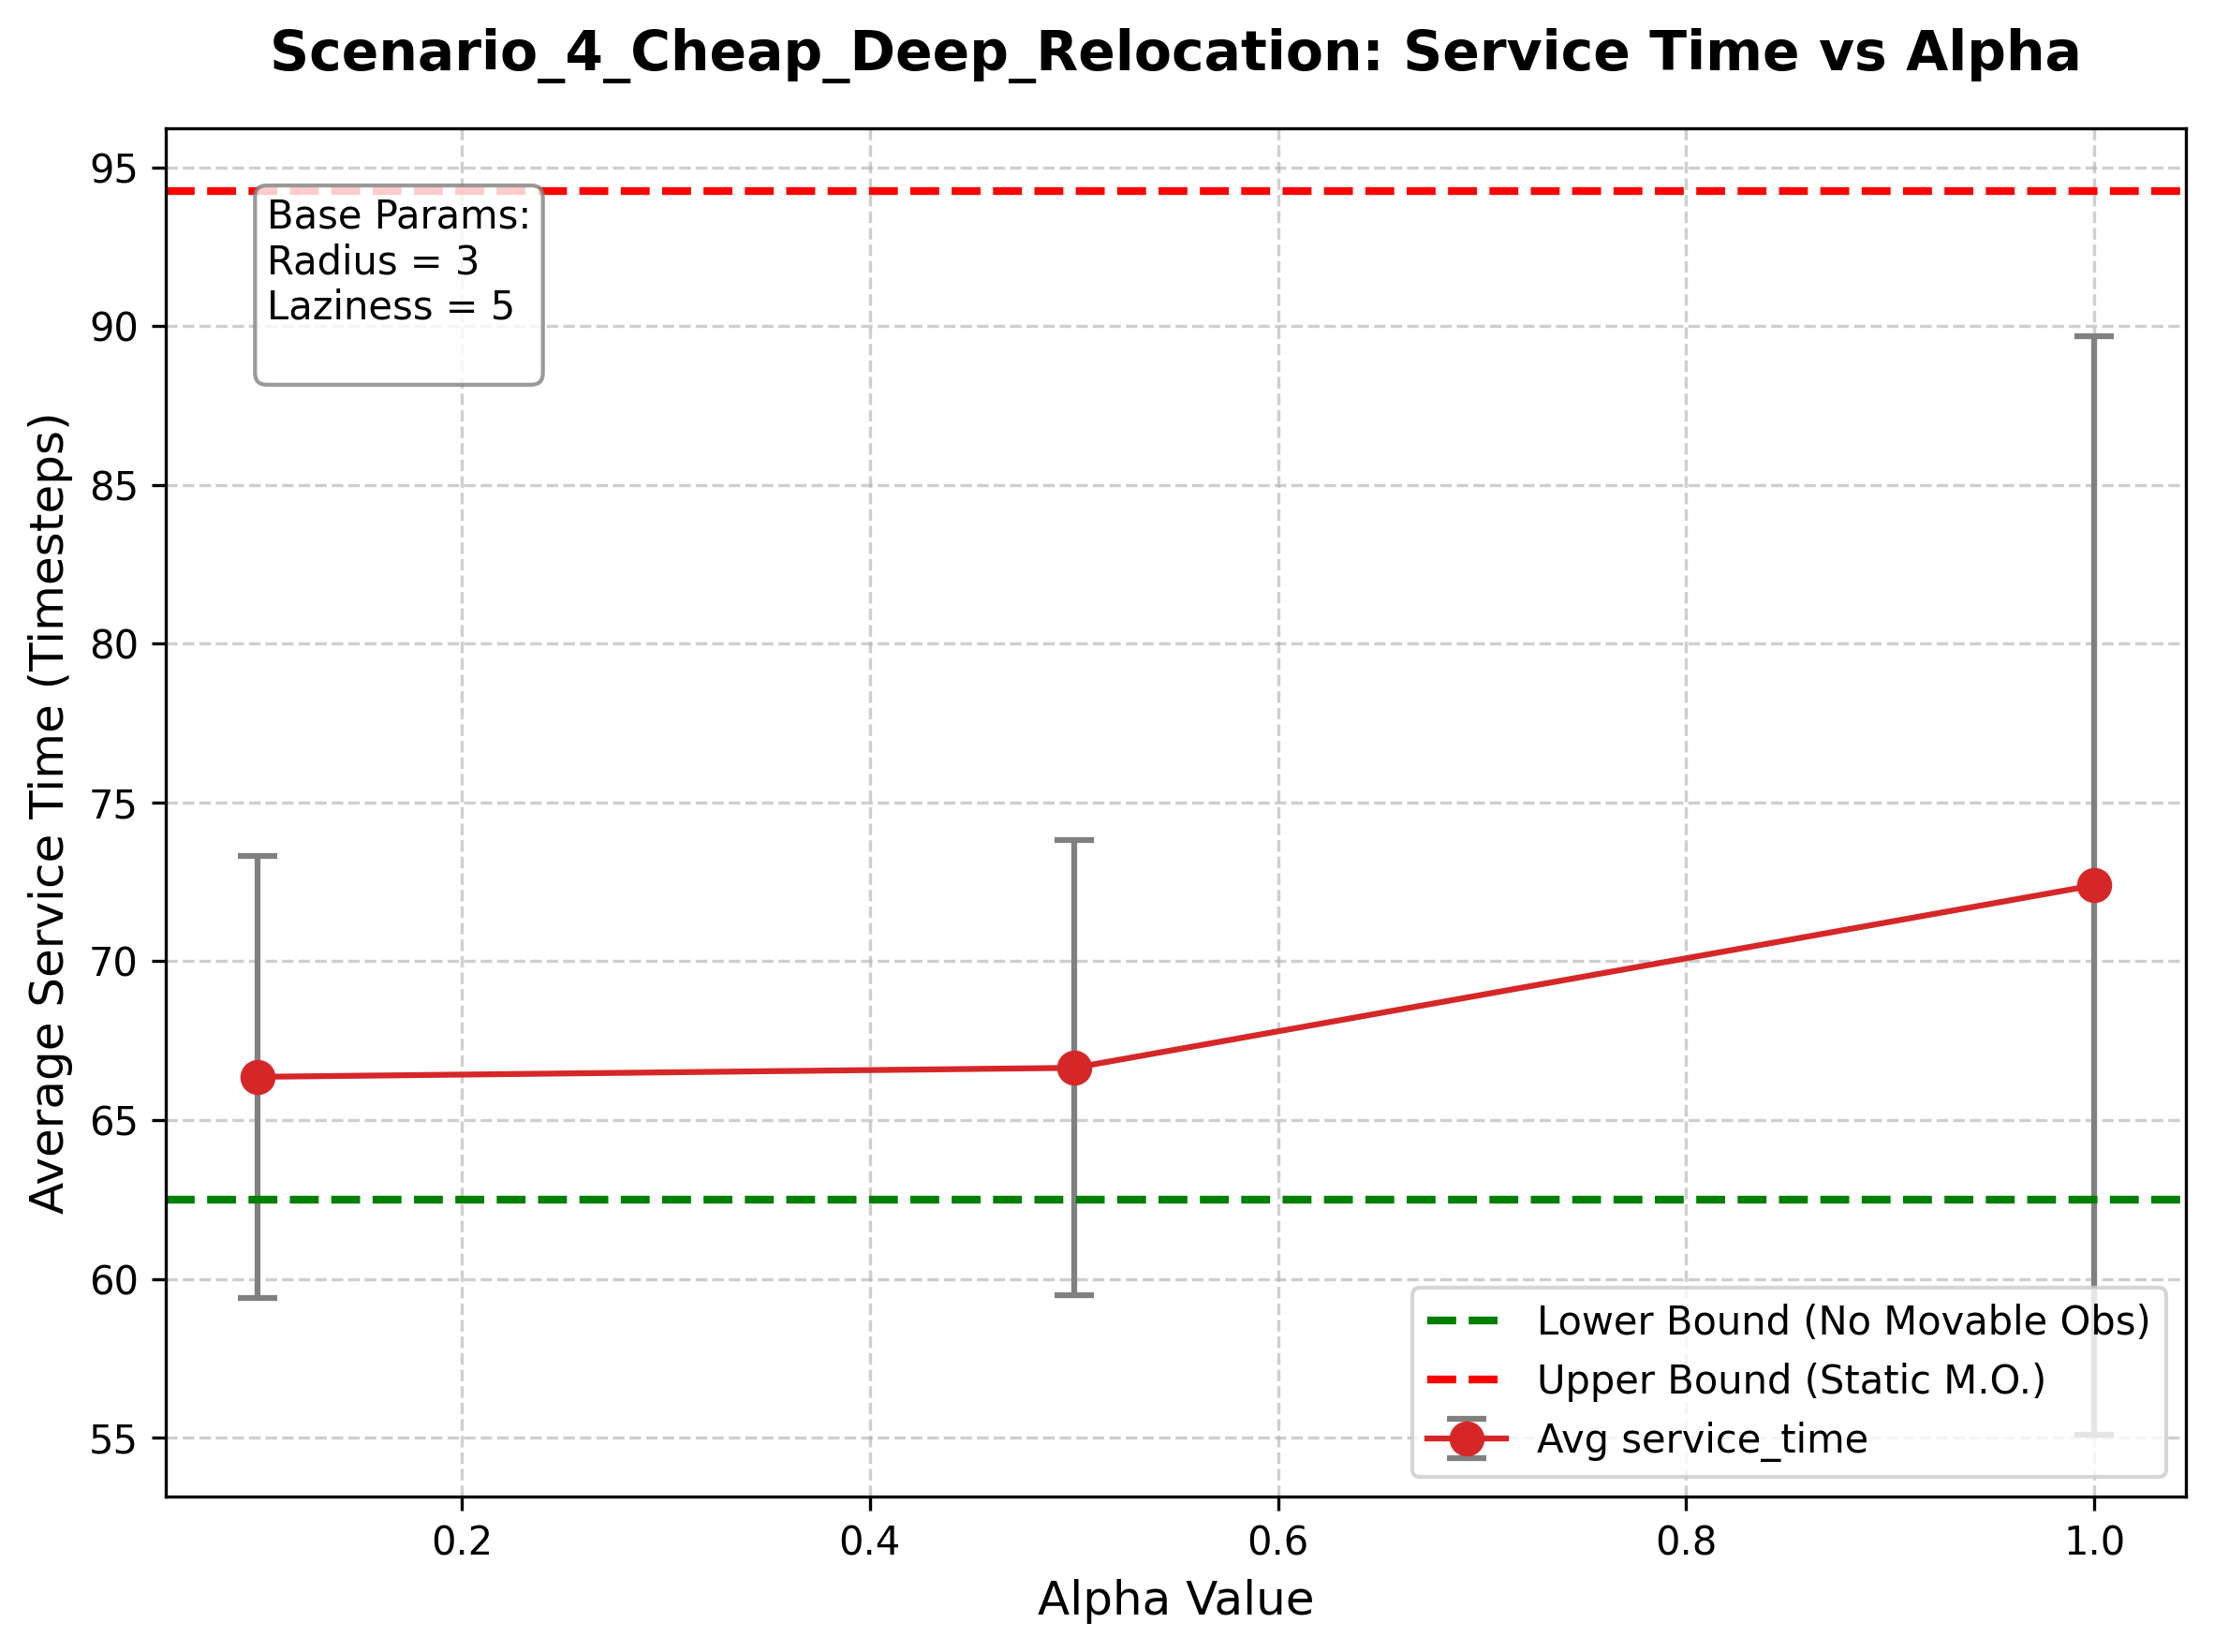 Scenario_4_Cheap_Deep_Relocation: Service Time vs Alpha
Average Service Time (Timesteps)
95
90
85
80
75
70
65
60
55
Base Params:
Radius = 3
Laziness = 5
Lower Bound (No Movable Obs)
Upper Bound (Static M.O.)
Avg service_time
0.2
0.4
0.6
0.8
1.0
Alpha Value